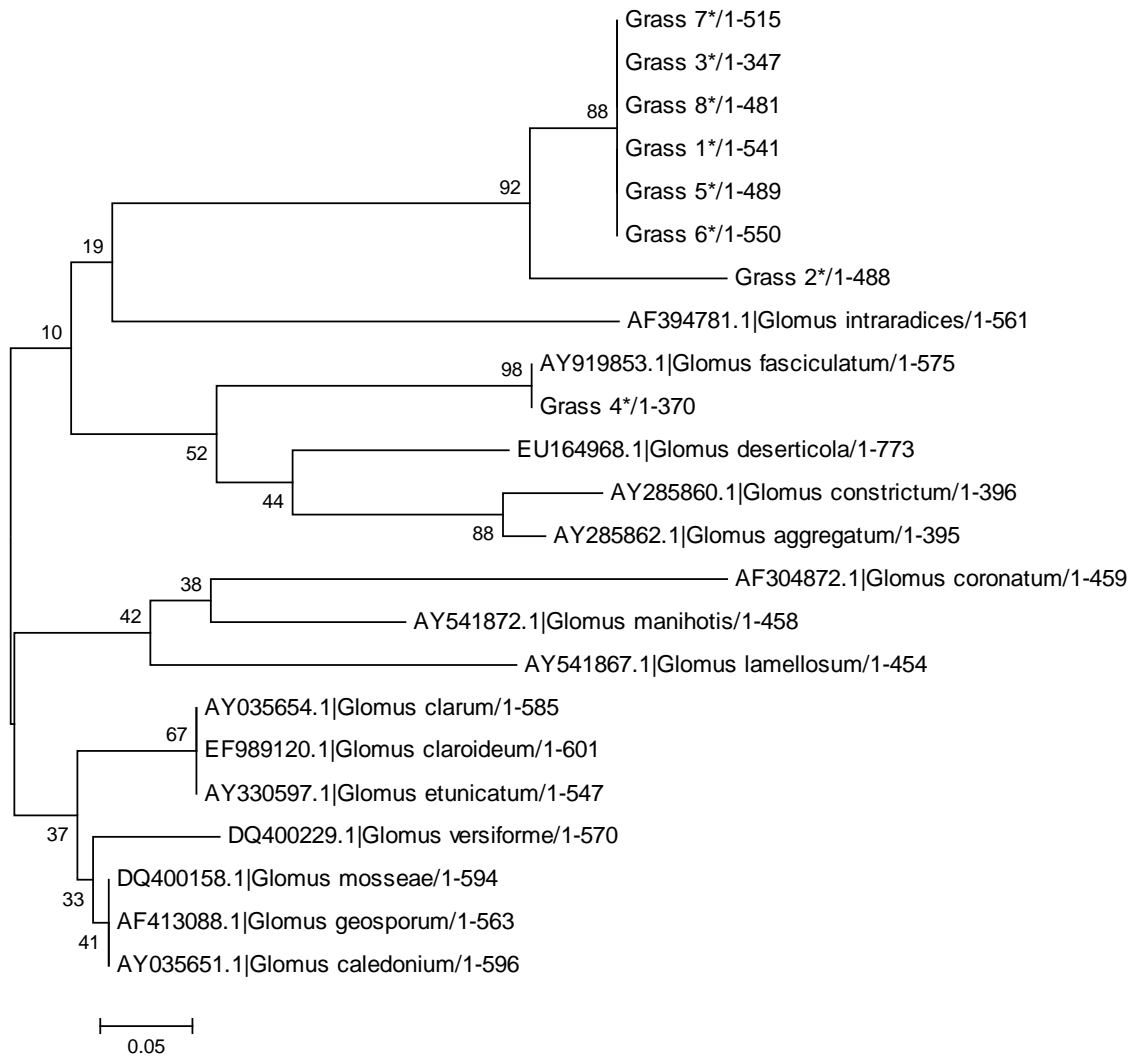 Grass 7*/1-515
Grass 3*/1-347
Grass 8*/1-481
88
Grass 1*/1-541
Grass 5*/1-489
92
Grass 6*/1-550
19
Grass 2*/1-488
AF394781.1|Glomus intraradices/1-561
10
AY919853.1|Glomus fasciculatum/1-575
98
Grass 4*/1-370
52
EU164968.1|Glomus deserticola/1-773
44
AY285860.1|Glomus constrictum/1-396
88
AY285862.1|Glomus aggregatum/1-395
38
AF304872.1|Glomus coronatum/1-459
42
AY541872.1|Glomus manihotis/1-458
AY541867.1|Glomus lamellosum/1-454
AY035654.1|Glomus clarum/1-585
67
EF989120.1|Glomus claroideum/1-601
AY330597.1|Glomus etunicatum/1-547
37
DQ400229.1|Glomus versiforme/1-570
DQ400158.1|Glomus mosseae/1-594
33
AF413088.1|Glomus geosporum/1-563
41
AY035651.1|Glomus caledonium/1-596
0.05